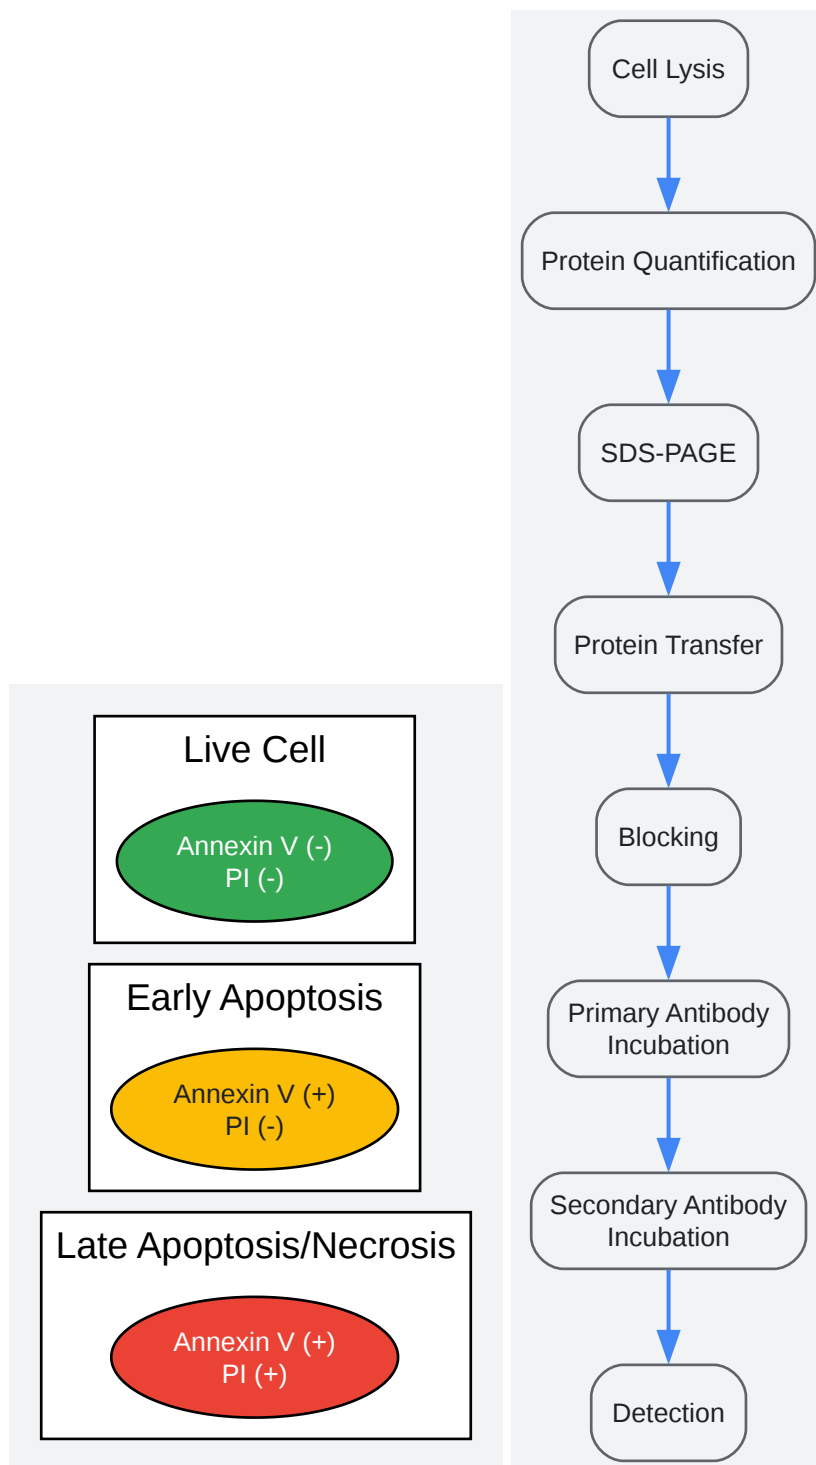 Cell Lysis
Protein Quantification
SDS-PAGE
Protein Transfer
Blocking
Primary Antibody
Incubation
Secondary Antibody
Incubation
Detection
Live Cell
Annexin V (-)
PI (-)
Early Apoptosis
Annexin V (+)
PI (-)
Late Apoptosis/Necrosis
Annexin V (+)
PI (+)